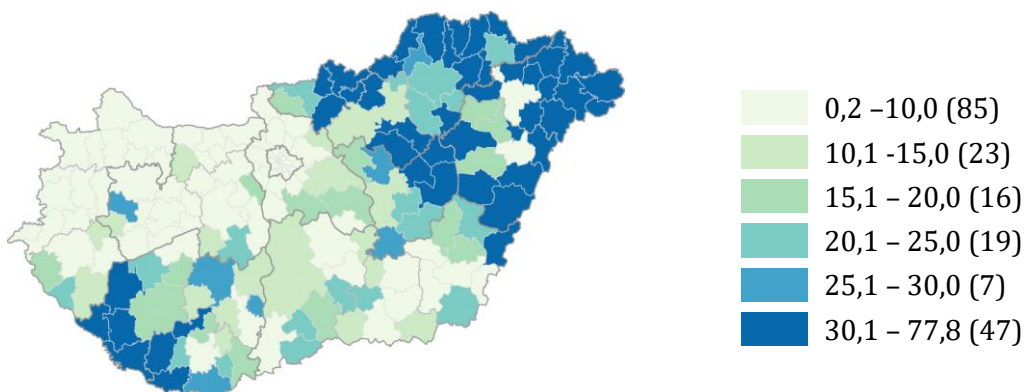 0,2 –10,0 (85)
10,1 -15,0 (23)
15,1 – 20,0 (16)
20,1 – 25,0 (19)
25,1 – 30,0 (7)
30,1 – 77,8 (47)